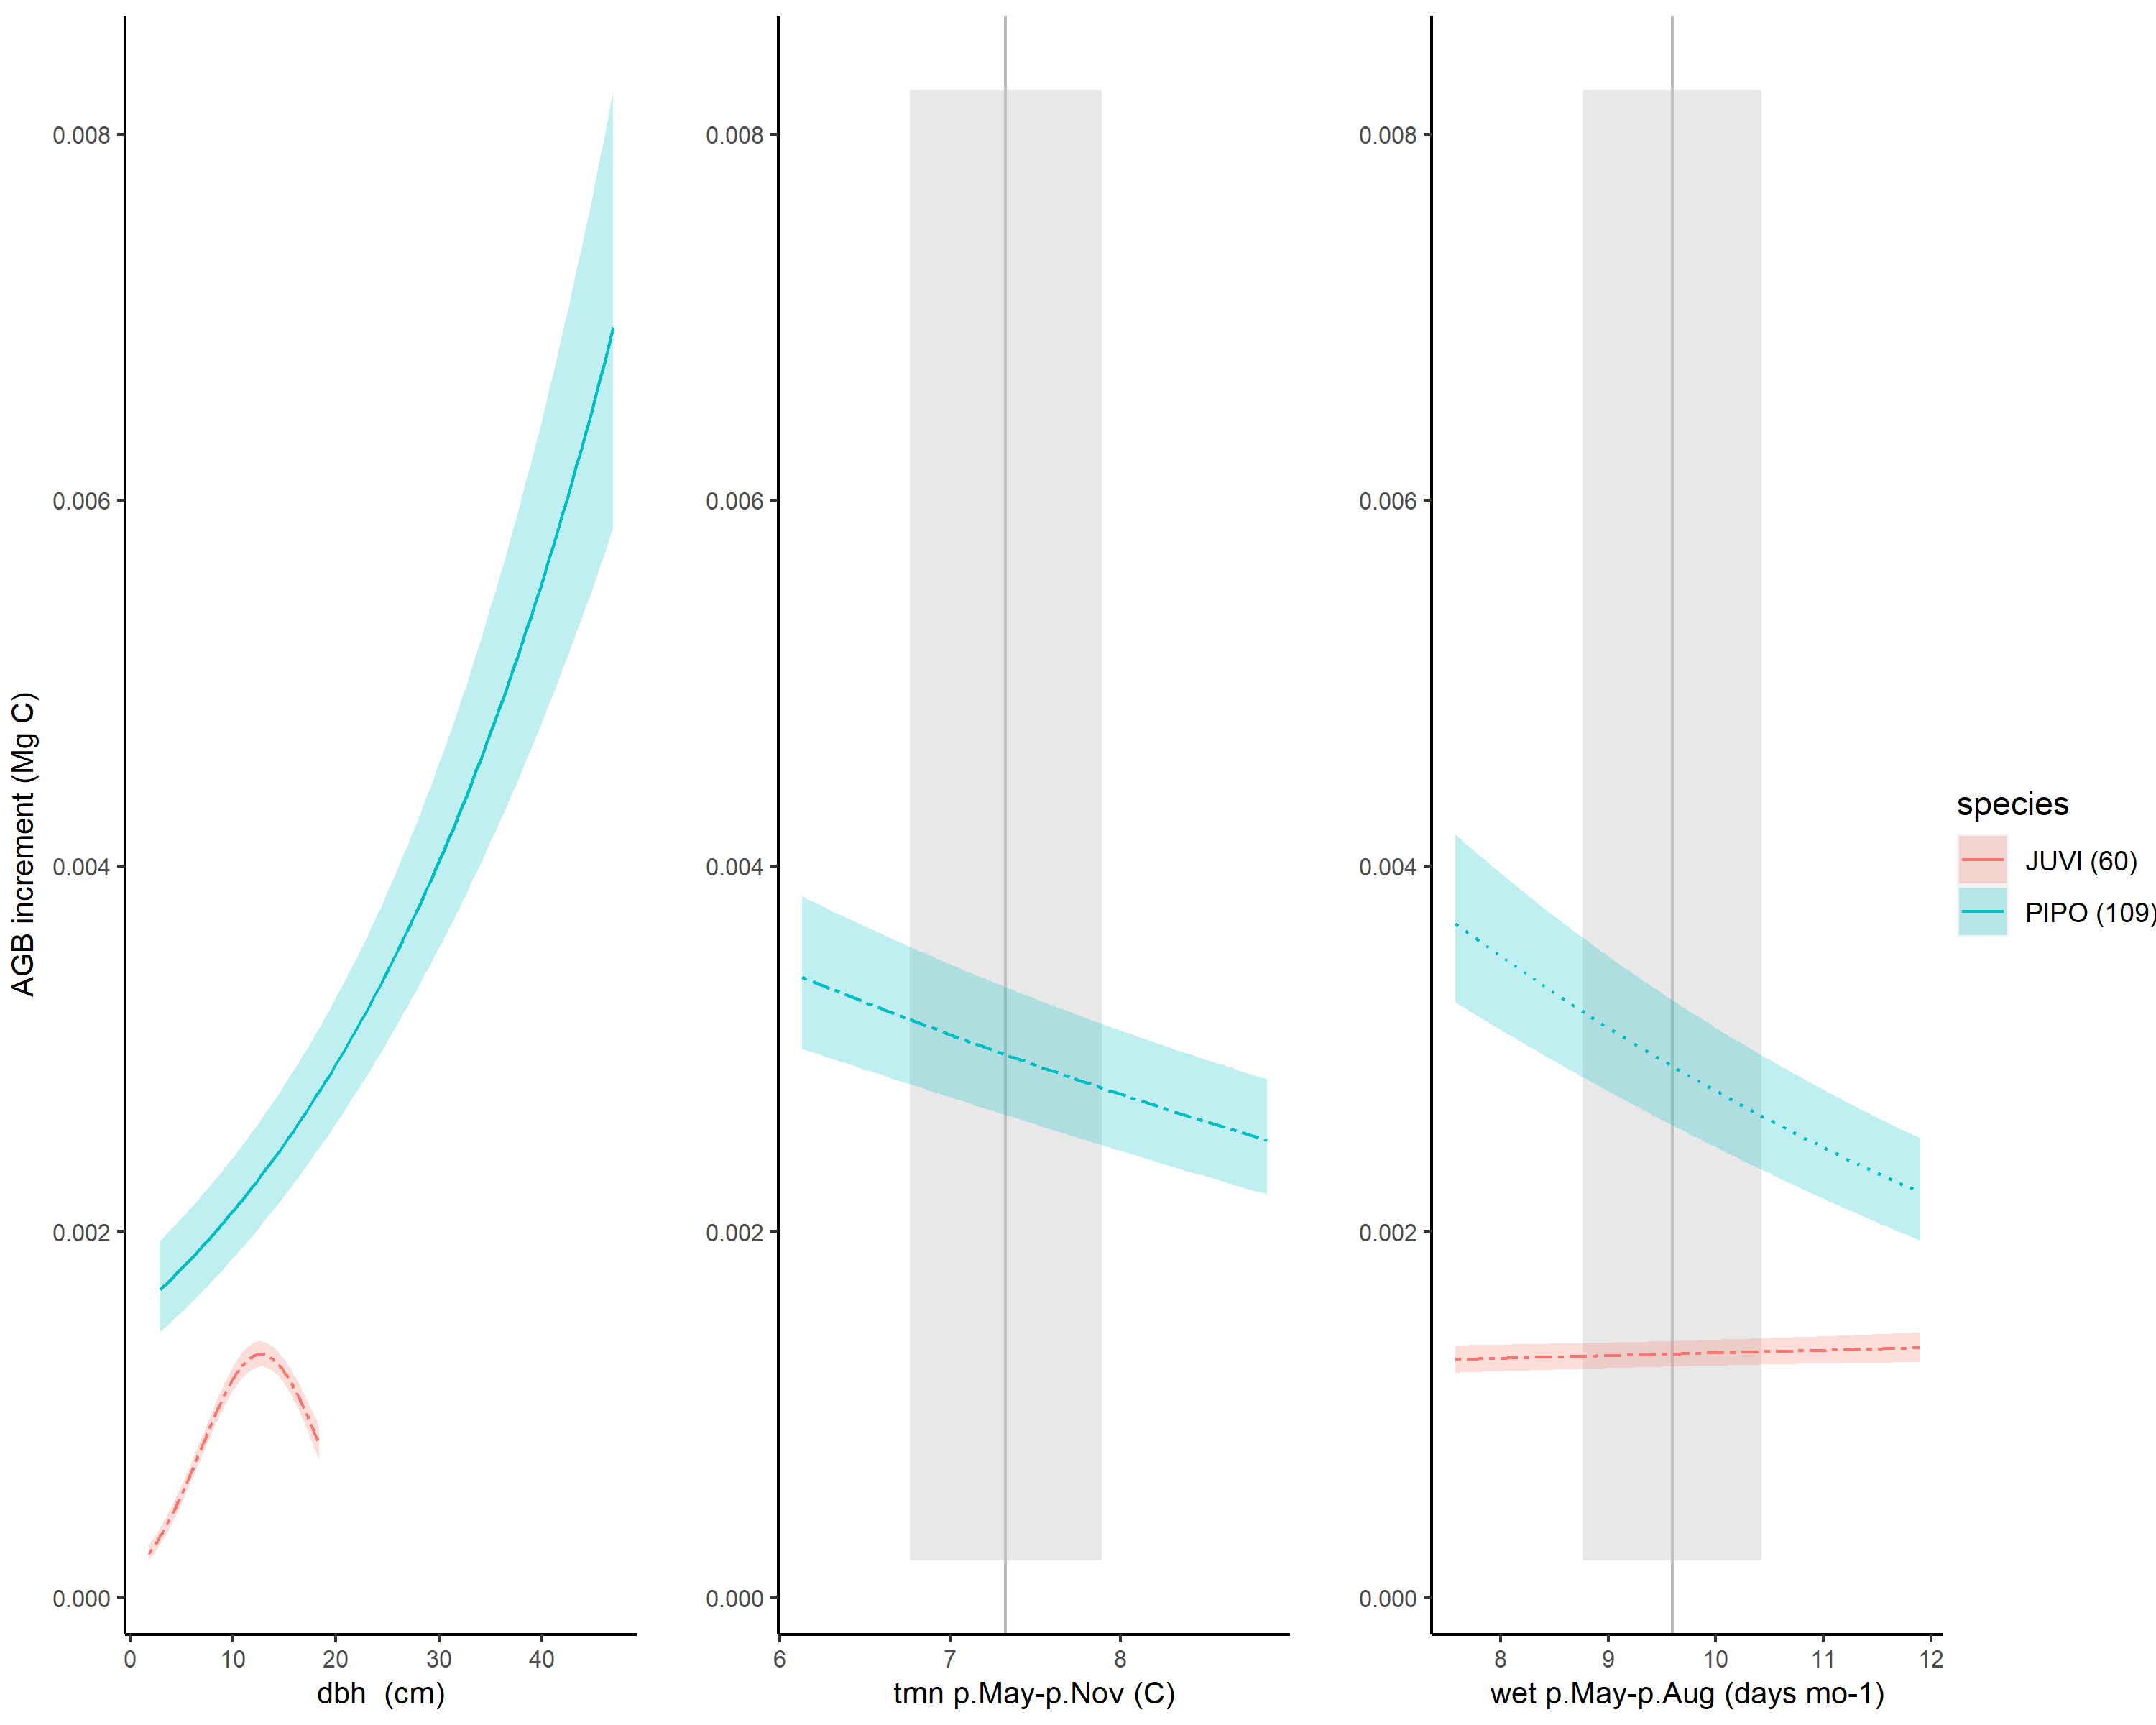 AGB increment (Mg C)
0.008
0.006
0.004
0.002
0.000
0 10 20 30 40
dbh  (cm)
0.008
0.006
0.004
0.002
0.000
6 7 8
tmn p.May-p.Nov (C)
0.008
0.006
0.004
0.002
0.000
8 9 10 11 12
wet p.May-p.Aug (days mo-1)
species
JUVI (60)
PIPO (109)